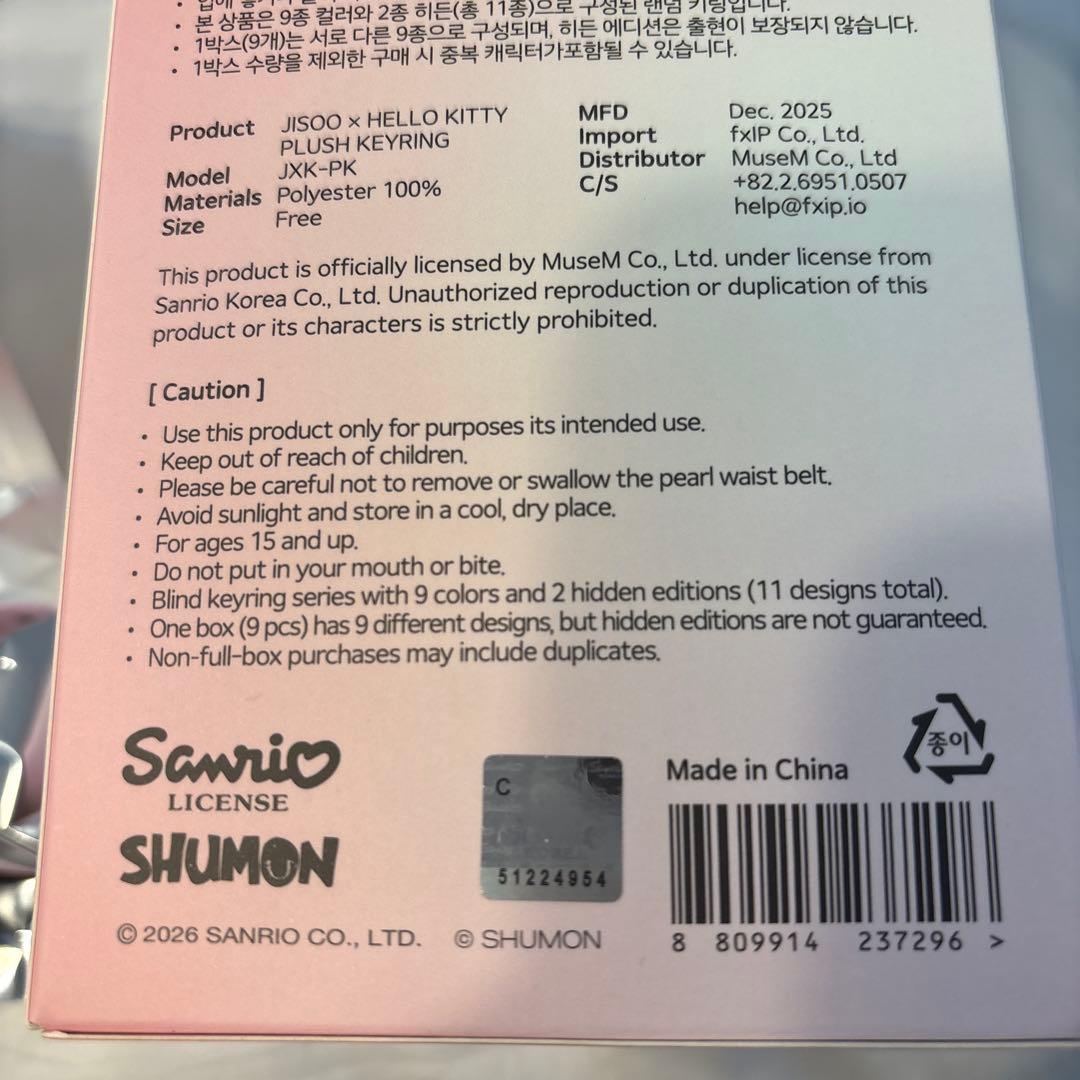 • 본 상품은 9종 컬러와 2종 히든(총 11종)으로 구성된 랜덤 키링입니다.
• 1박스(9개)는 서로 다른 9종으로 구성되며, 히든 에디션은 출현이 보장되지 않습니다.
• 1박스 수량을 제외한 구매 시 중복 캐릭터가포함될 수 있습니다.
Product JISOO × HELLO KITTY
PLUSH KEYRING
Model JXK-PK
Materials Polyester 100%
Size Free
MFD Dec. 2025
Import fxIP Co., Ltd.
Distributor MuseM Co., Ltd
C/S +82.2.6951.0507
help@fxip.io
This product is officially licensed by MuseM Co., Ltd. under license from
Sanrio Korea Co., Ltd. Unauthorized reproduction or duplication of this
product or its characters is strictly prohibited.
[ Caution ]
• Use this product only for purposes its intended use.
• Keep out of reach of children.
• Please be careful not to remove or swallow the pearl waist belt.
• Avoid sunlight and store in a cool, dry place.
• For ages 15 and up.
• Do not put in your mouth or bite.
• Blind keyring series with 9 colors and 2 hidden editions (11 designs total).
• One box (9 pcs) has 9 different designs, but hidden editions are not guaranteed.
• Non-full-box purchases may include duplicates.
Sanrio
LICENSE
SHUMON
C
51224954
Made in China
종이
8 809914 237296 >
© 2026 SANRIO CO., LTD. © SHUMON